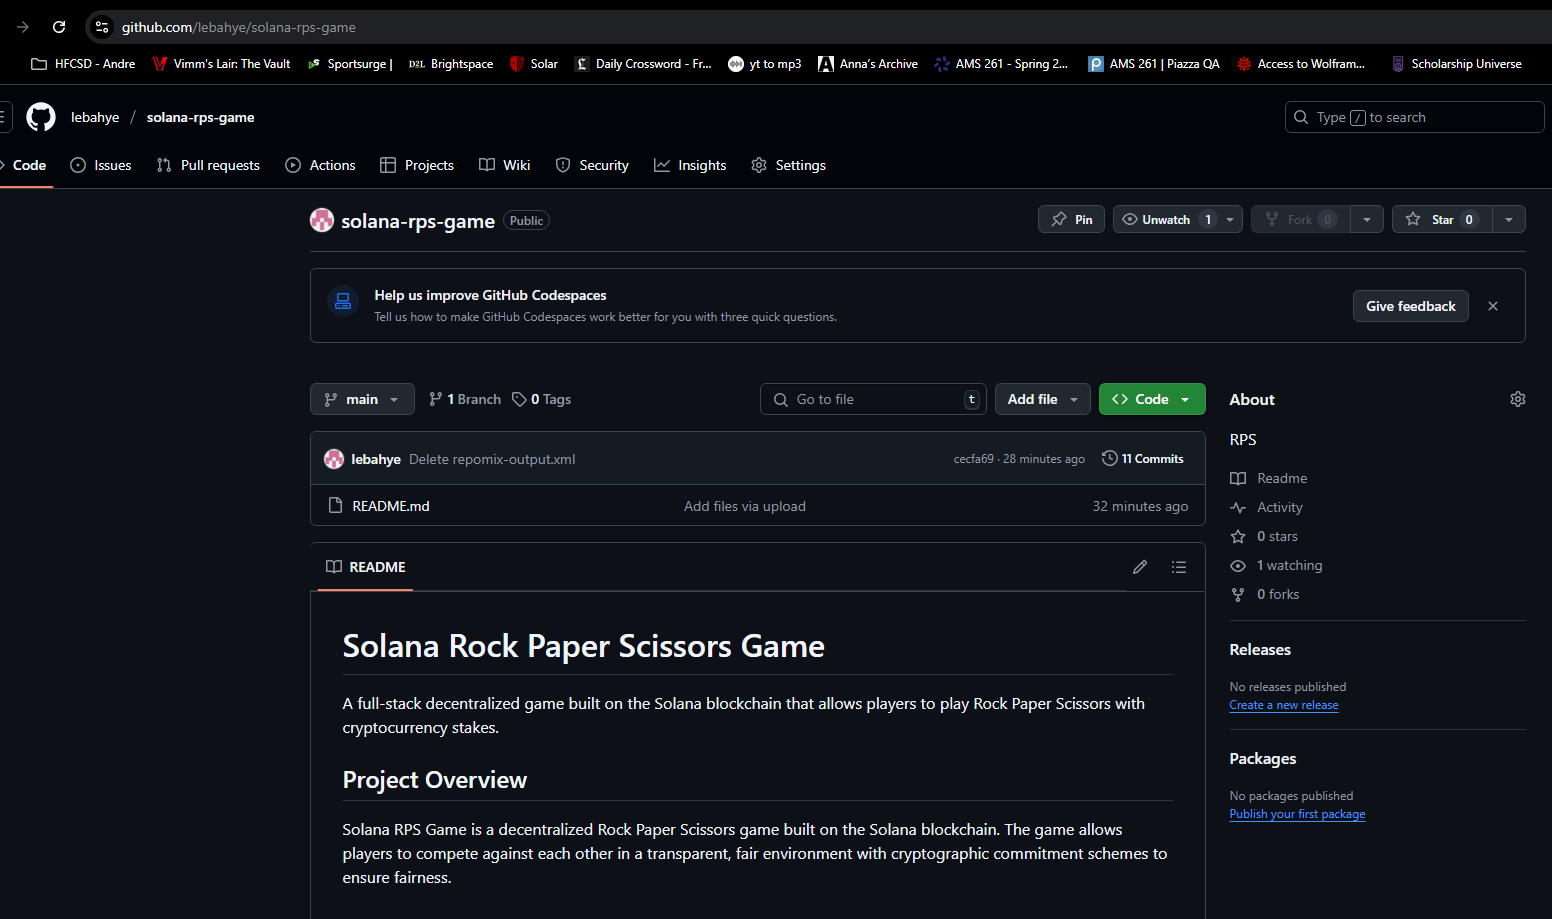 github.com/lebahye/solana-rps-game
HFCSD - Andre Vimm's Lair: The Vault Sportsurge | D2L Brightspace Solar Daily Crossword - Fr... yt to mp3 Anna's Archive AMS 261 - Spring 2... AMS 261 | Piazza QA Access to Wolfram... Scholarship Universe
lebahye / solana-rps-game Type / to search
Code Issues Pull requests Actions Projects Wiki Security Insights Settings
solana-rps-game Public Pin Unwatch 1 Fork 0 Star 0
Help us improve GitHub Codespaces
Tell us how to make GitHub Codespaces work better for you with three quick questions.
Give feedback
main 1 Branch 0 Tags Go to file t Add file Code
lebahye Delete repomix-output.xml cecfa69 · 28 minutes ago 11 Commits
README.md Add files via upload 32 minutes ago
README
Solana Rock Paper Scissors Game
A full-stack decentralized game built on the Solana blockchain that allows players to play Rock Paper Scissors with
cryptocurrency stakes.
Project Overview
Solana RPS Game is a decentralized Rock Paper Scissors game built on the Solana blockchain. The game allows
players to compete against each other in a transparent, fair environment with cryptographic commitment schemes to
ensure fairness.
About
RPS
Readme
Activity
0 stars
1 watching
0 forks
Releases
No releases published
Create a new release
Packages
No packages published
Publish your first package